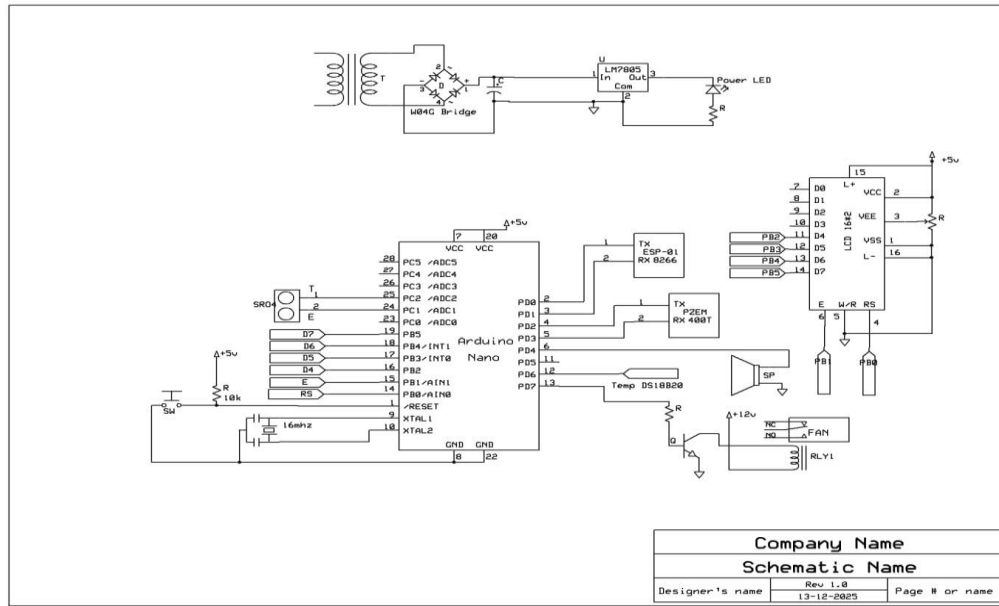 T
2
-
~
-
3
D
+
1
4
~
W04G Bridge
C
U
LM7805
1
In
Out
3
Com
2
Power LED
R
+5v
15
L+
7
D0
VCC
2
8
D1
9
D2
VEE
3
R
10
D3
LCD 16*2
PB2
11
D4
PB3
12
D5
VSS
1
PB4
13
D6
L-
16
PB5
14
D7
E
W/R
RS
6
5
4
PB1
PB0
+5v
7
20
VCC
VCC
28
PC5 /ADC5
27
PC4 /ADC4
26
PC3 /ADC3
25
PC2 /ADC2
24
PC1 /ADC1
23
PC0 /ADC0
SR04
T
1
2
E
D7
19
PB5
D6
18
PB4/INT1
D5
17
PB3/INT0
D4
16
PB2
E
15
PB1/AIN1
RS
14
PB0/AIN0
1
/RESET
9
XTAL1
10
XTAL2
Arduino
Nano
PD0
2
PD1
3
PD2
4
PD3
5
PD4
6
PD5
11
PD6
12
PD7
13
GND
GND
8
22
+5v
R
10k
SW
16mhz
1
TX
ESP-01
2
RX 8266
1
TX
PZEM
2
RX 400T
Temp DS18B20
SP
R
Q
+12v
NC
NO
FAN
RLY1
Company Name
Schematic Name
Designer's name
Rev 1.0
13-12-2025
Page # or name